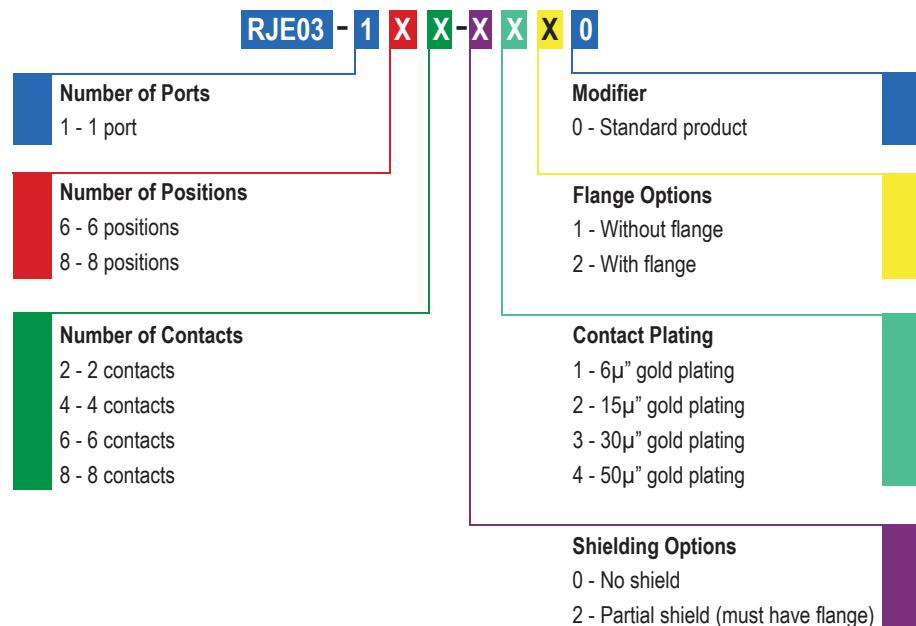 RJE03 - 1 X X - X X X 0
Number of Ports
1 - 1 port
Number of Positions
6 - 6 positions
8 - 8 positions
Number of Contacts
2 - 2 contacts
4 - 4 contacts
6 - 6 contacts
8 - 8 contacts
Modifier
0 - Standard product
Flange Options
1 - Without flange
2 - With flange
Contact Plating
1 - 6µ” gold plating
2 - 15µ” gold plating
3 - 30µ” gold plating
4 - 50µ” gold plating
Shielding Options
0 - No shield
2 - Partial shield (must have flange)